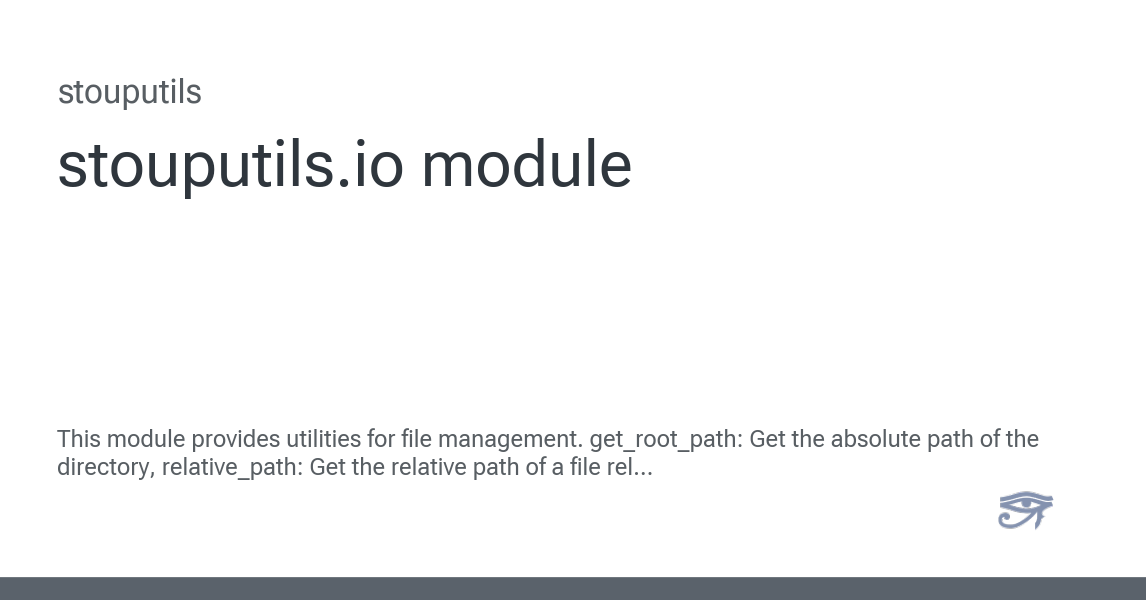 stouputils
stouputils.io module
This module provides utilities for file management. get_root_path: Get the absolute path of the
directory, relative_path: Get the relative path of a file rel...